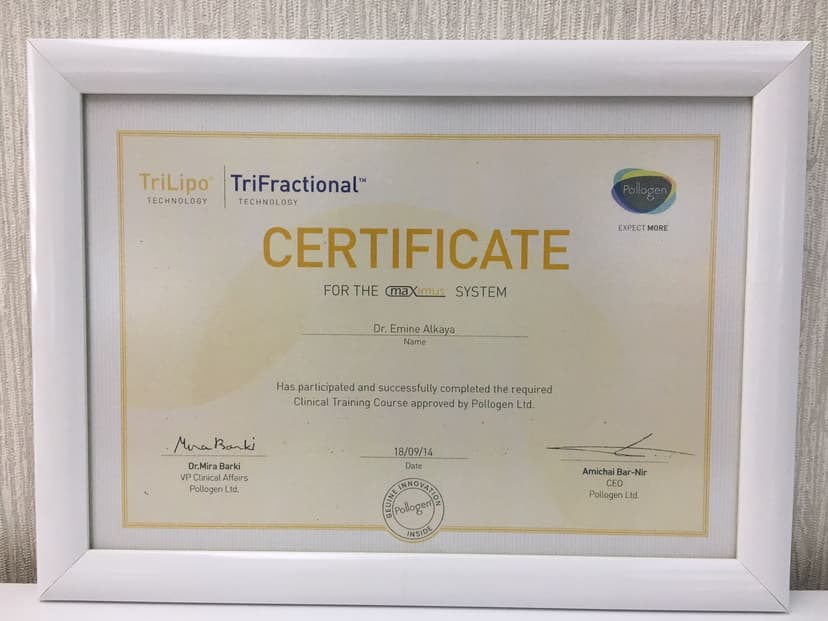 TriLipo® TriFractional™
TECHNOLOGY TECHNOLOGY
Pollogen
EXPECT MORE
CERTIFICATE
FOR THE maximus SYSTEM
Dr. Emine Alkaya
Name
Has participated and successfully completed the required
Clinical Training Course approved by Pollogen Ltd.
Mira Barki
Dr.Mira Barki
VP Clinical Affairs
Pollogen Ltd.
18/09/14
Date
GEUINE INNOVATION
Pollogen
INSIDE
Amichai Bar-Nir
CEO
Pollogen Ltd.